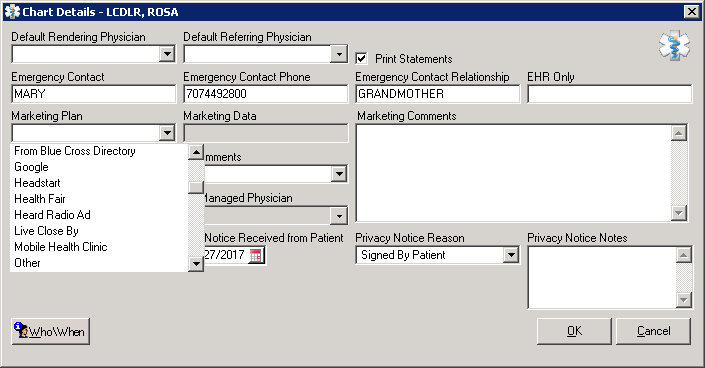 Chart Details - LCDLR, ROSA
Default Rendering Physician Default Referring Physician
Print Statements
Emergency Contact Emergency Contact Phone Emergency Contact Relationship EHR Only
MARY 7074492800 GRANDMOTHER
Marketing Plan Marketing Data Marketing Comments
From Blue Cross Directory
Google
Headstart
Health Fair
Heard Radio Ad
Live Close By
Mobile Health Clinic
Other
omments
Managed Physician
Notice Received from Patient Privacy Notice Reason Privacy Notice Notes
27/2017 Signed By Patient
Who\When OK Cancel